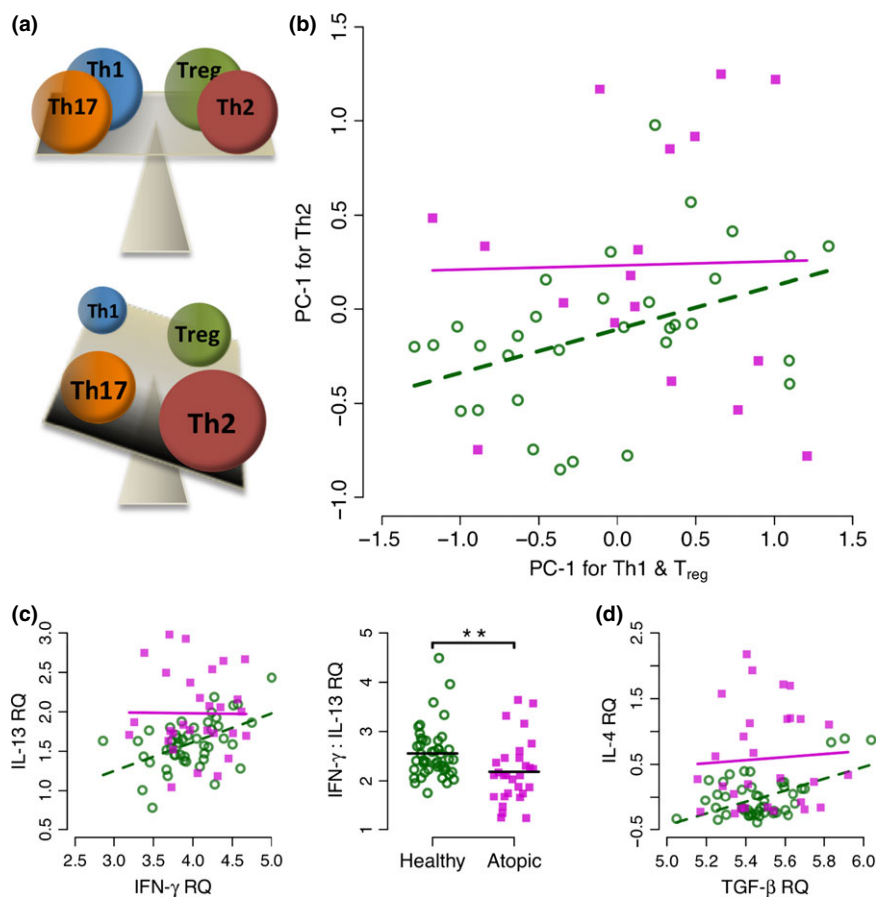 (a)
Th1
Treg
Th17
Th2
Th1
Treg
Th17
Th2
(b)
PC-1 for Th2
1.5
1.0
0.5
0.0
−0.5
−1.0
−1.5
−1.0
−0.5
0.0
0.5
1.0
1.5
PC-1 for Th1 & Treg
(c)
IL-13 RQ
3.0
2.5
2.0
1.5
1.0
0.5
2.5
3.0
3.5
4.0
4.5
5.0
IFN-γ RQ
IFN-γ : IL-13 RQ
5
4
3
2
1
**
Healthy
Atopic
(d)
IL-4 RQ
2.5
1.5
0.5
−0.5
5.0
5.2
5.4
5.6
5.8
6.0
TGF-β RQ